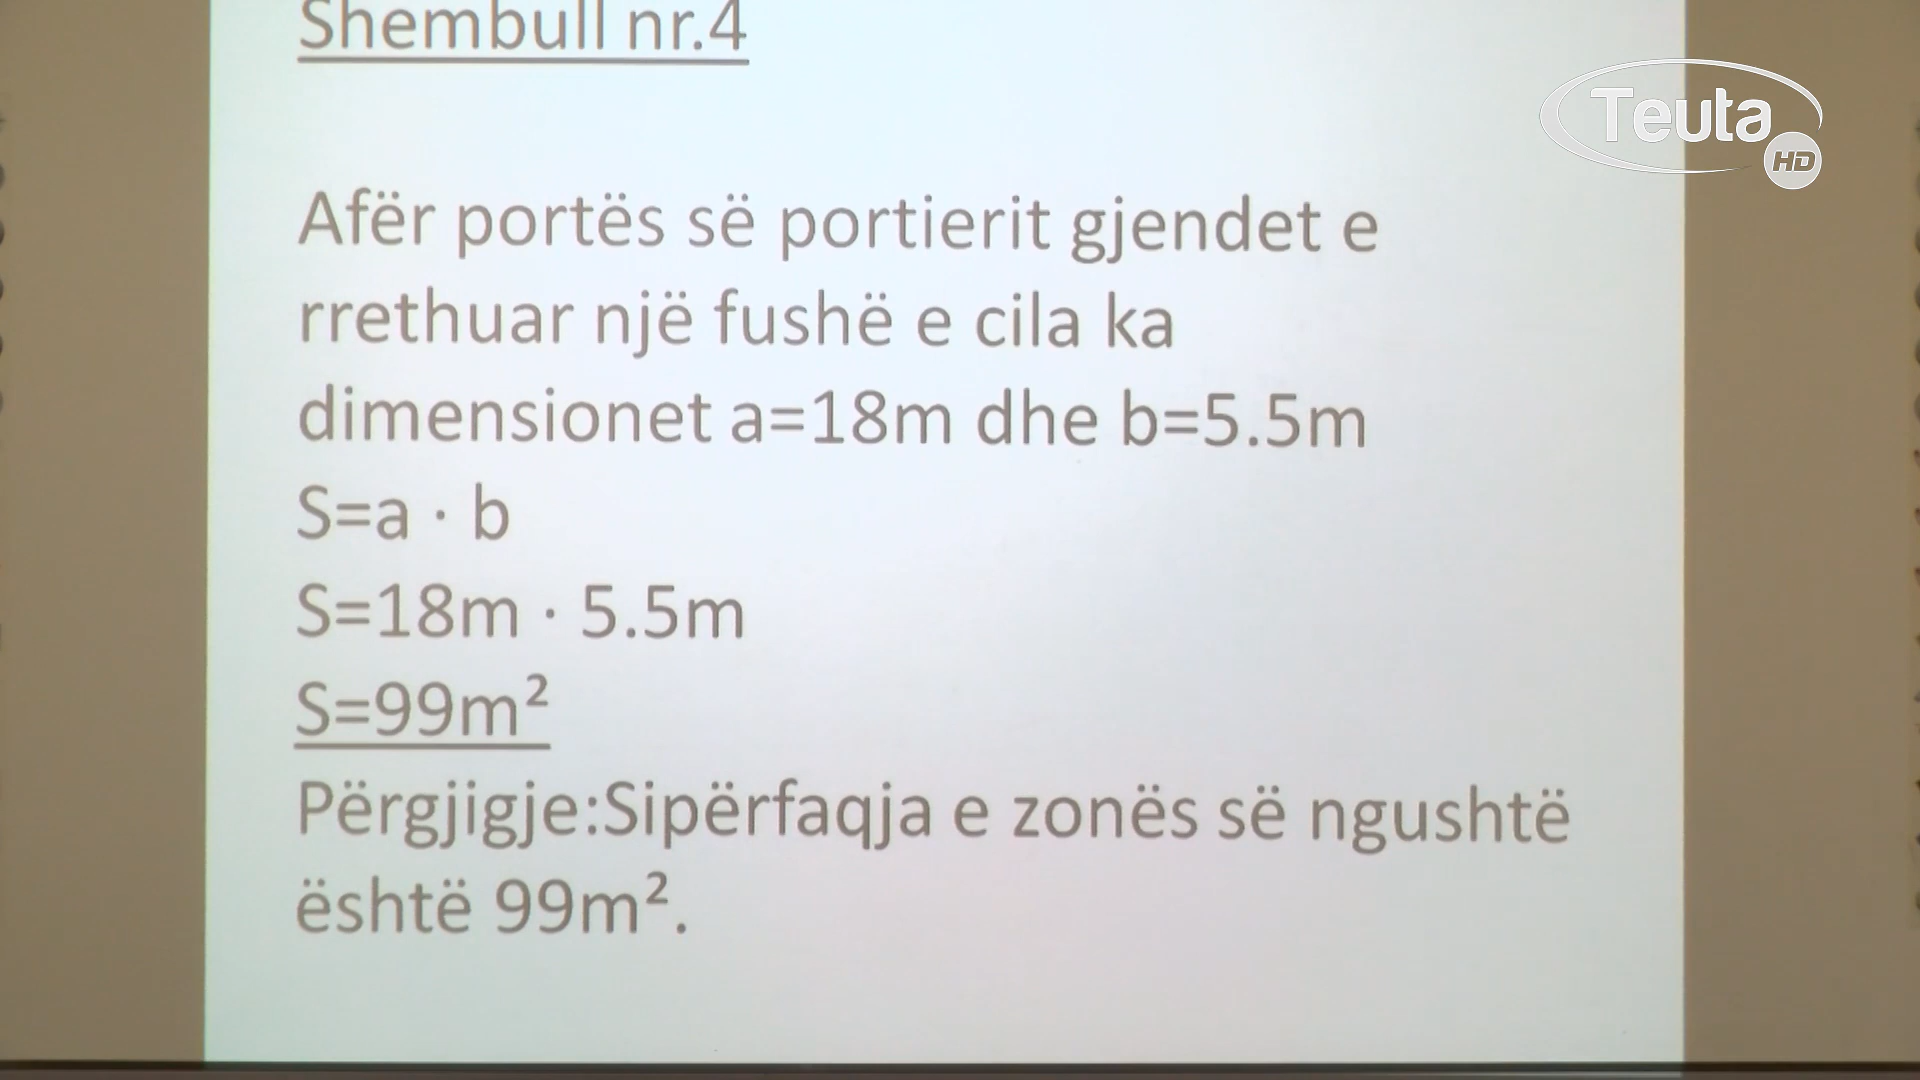 Shembull nr.4
Teuta
HD
Afër portës së portierit gjendet e
rrethuar një fushë e cila ka
dimensionet a=18m dhe b=5.5m
S=a · b
S=18m · 5.5m
S=99m²
Përgjigje:Sipërfaqja e zonës së ngushtë
është 99m².